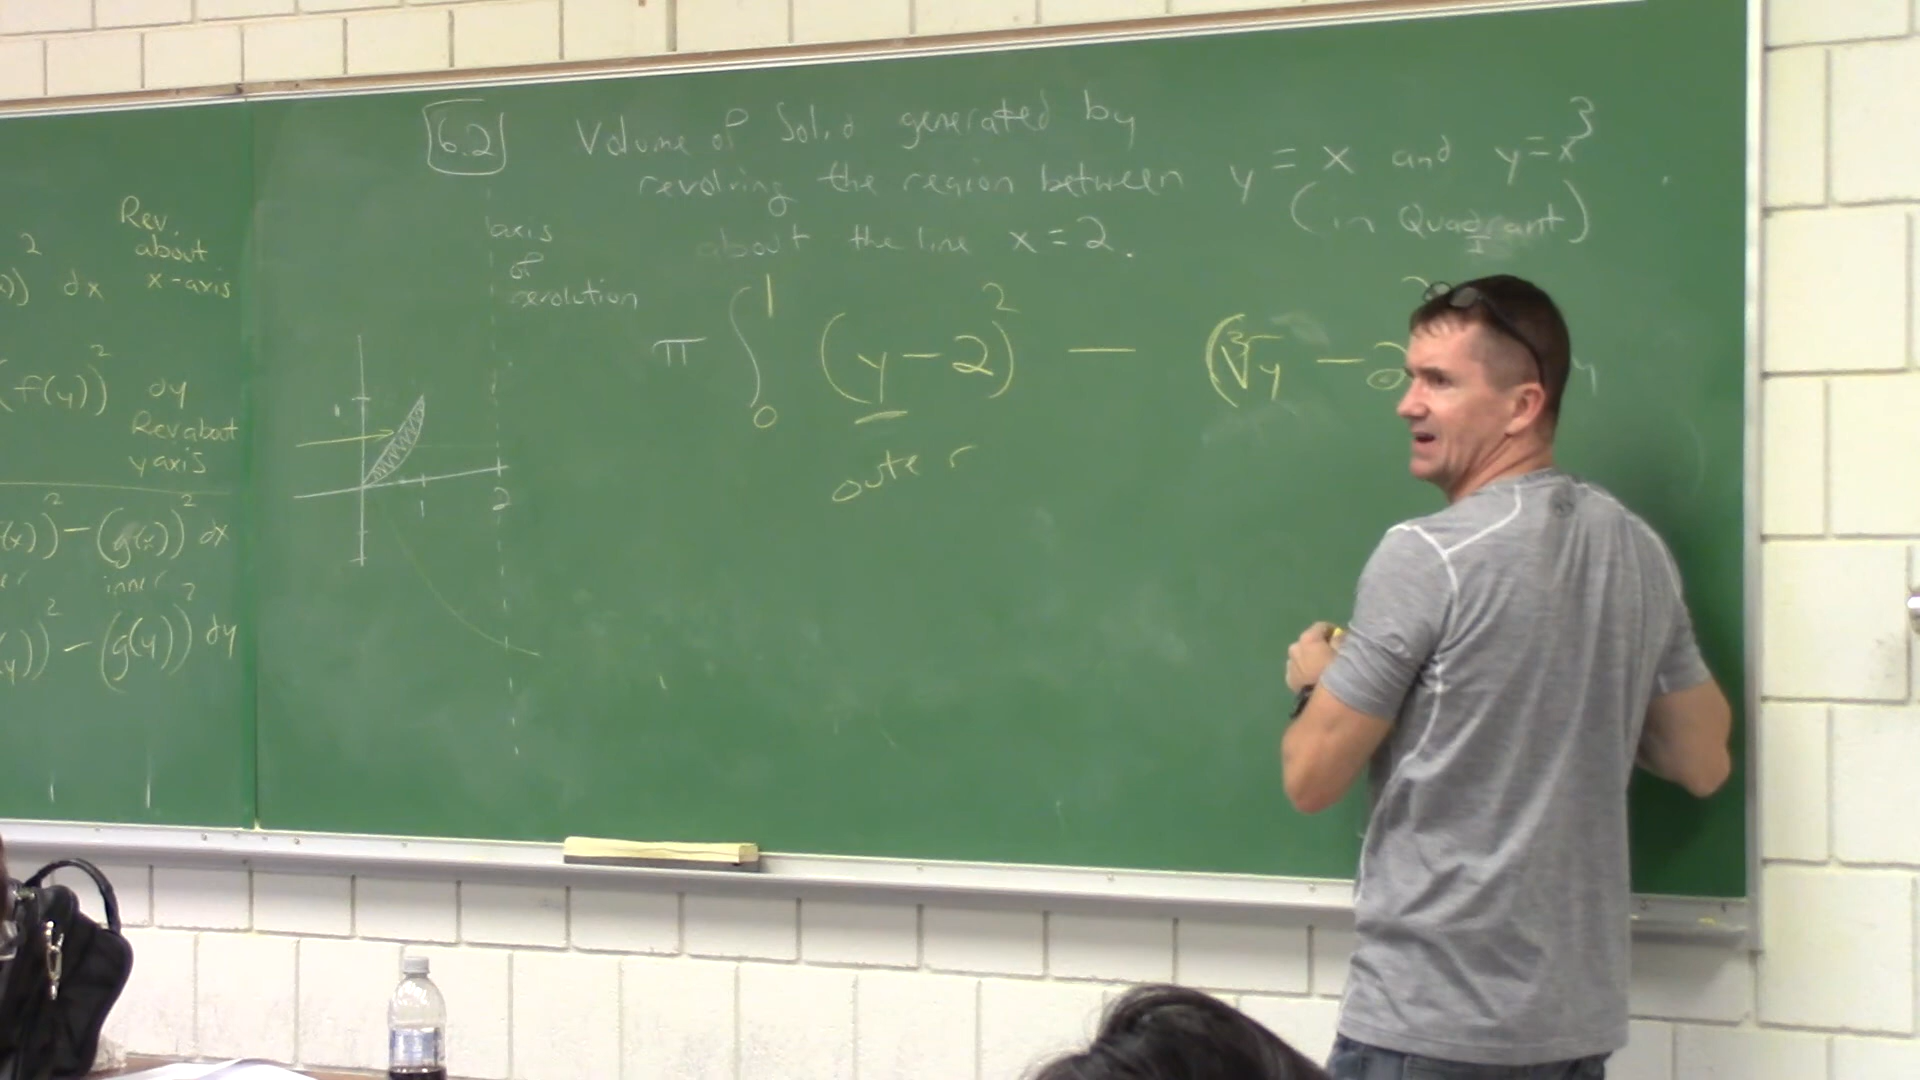 6.2 Volume of Solid generated by
revolving the region between y = x and y = x³
(in Quadrant I)
about the line x = 2.
Rev.
about
x-axis
2
)) dx
axis
of
revolution
π ∫₀¹ (y – 2)² – (∛y – 2
y
outer
(f(y))² dy
Rev about
y axis
1
1
2
(x))² – (g(x))² dx
inner
y))² – (g(y))² dy